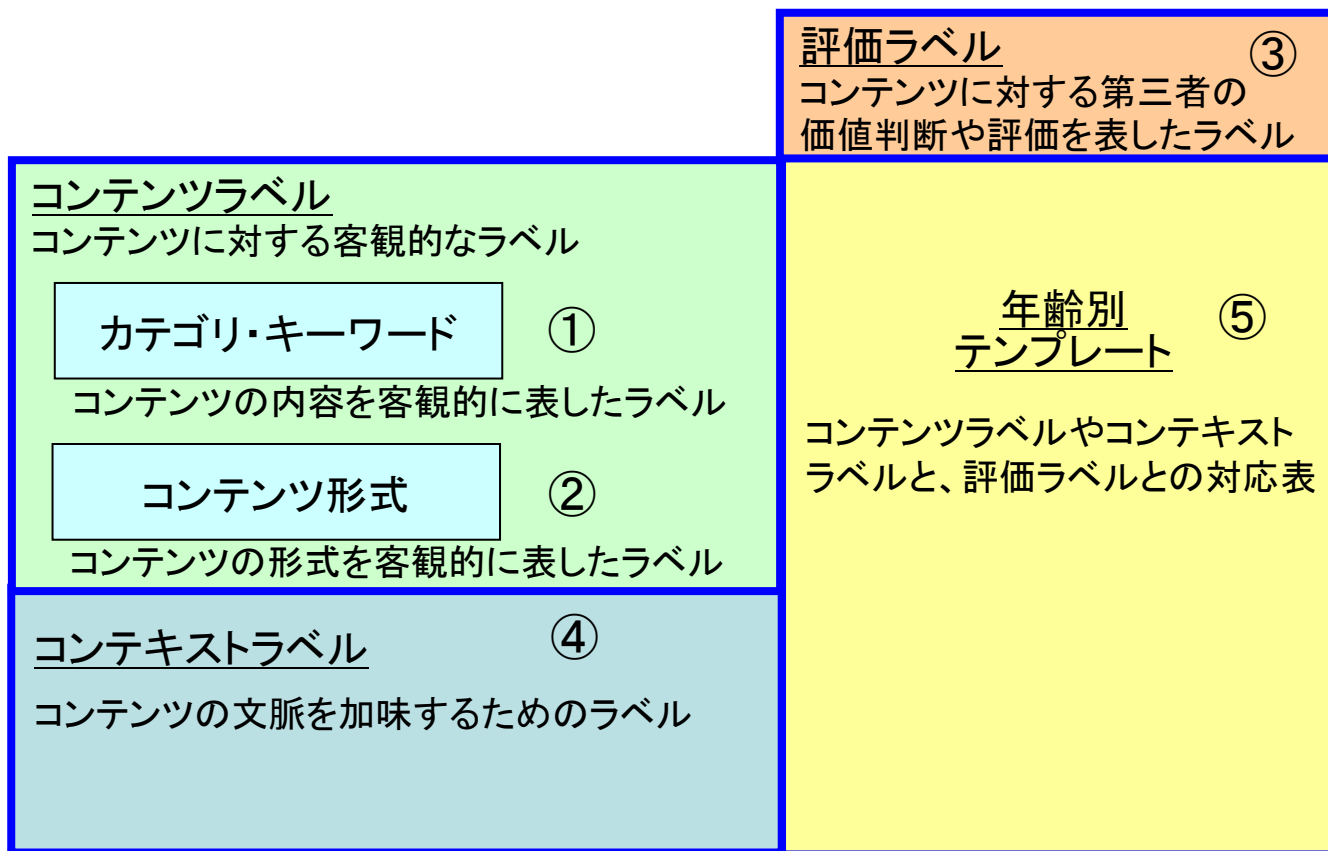 評価ラベル ③
コンテンツに対する第三者の
価値判断や評価を表したラベル
コンテンツラベル
コンテンツに対する客観的なラベル
カテゴリ・キーワード ①
コンテンツの内容を客観的に表したラベル
コンテンツ形式 ②
コンテンツの形式を客観的に表したラベル
コンテキストラベル ④
コンテンツの文脈を加味するためのラベル
年齢別 ⑤
テンプレート
コンテンツラベルやコンテキスト
ラベルと、評価ラベルとの対応表